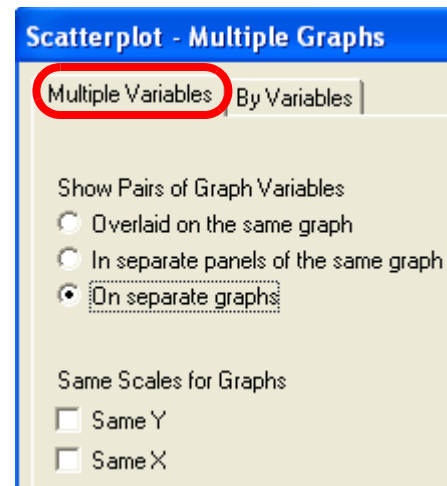 Scatterplot - Multiple Graphs
Multiple Variables By Variables
Show Pairs of Graph Variables
Overlaid on the same graph
In separate panels of the same graph
On separate graphs
Same Scales for Graphs
Same Y
Same X